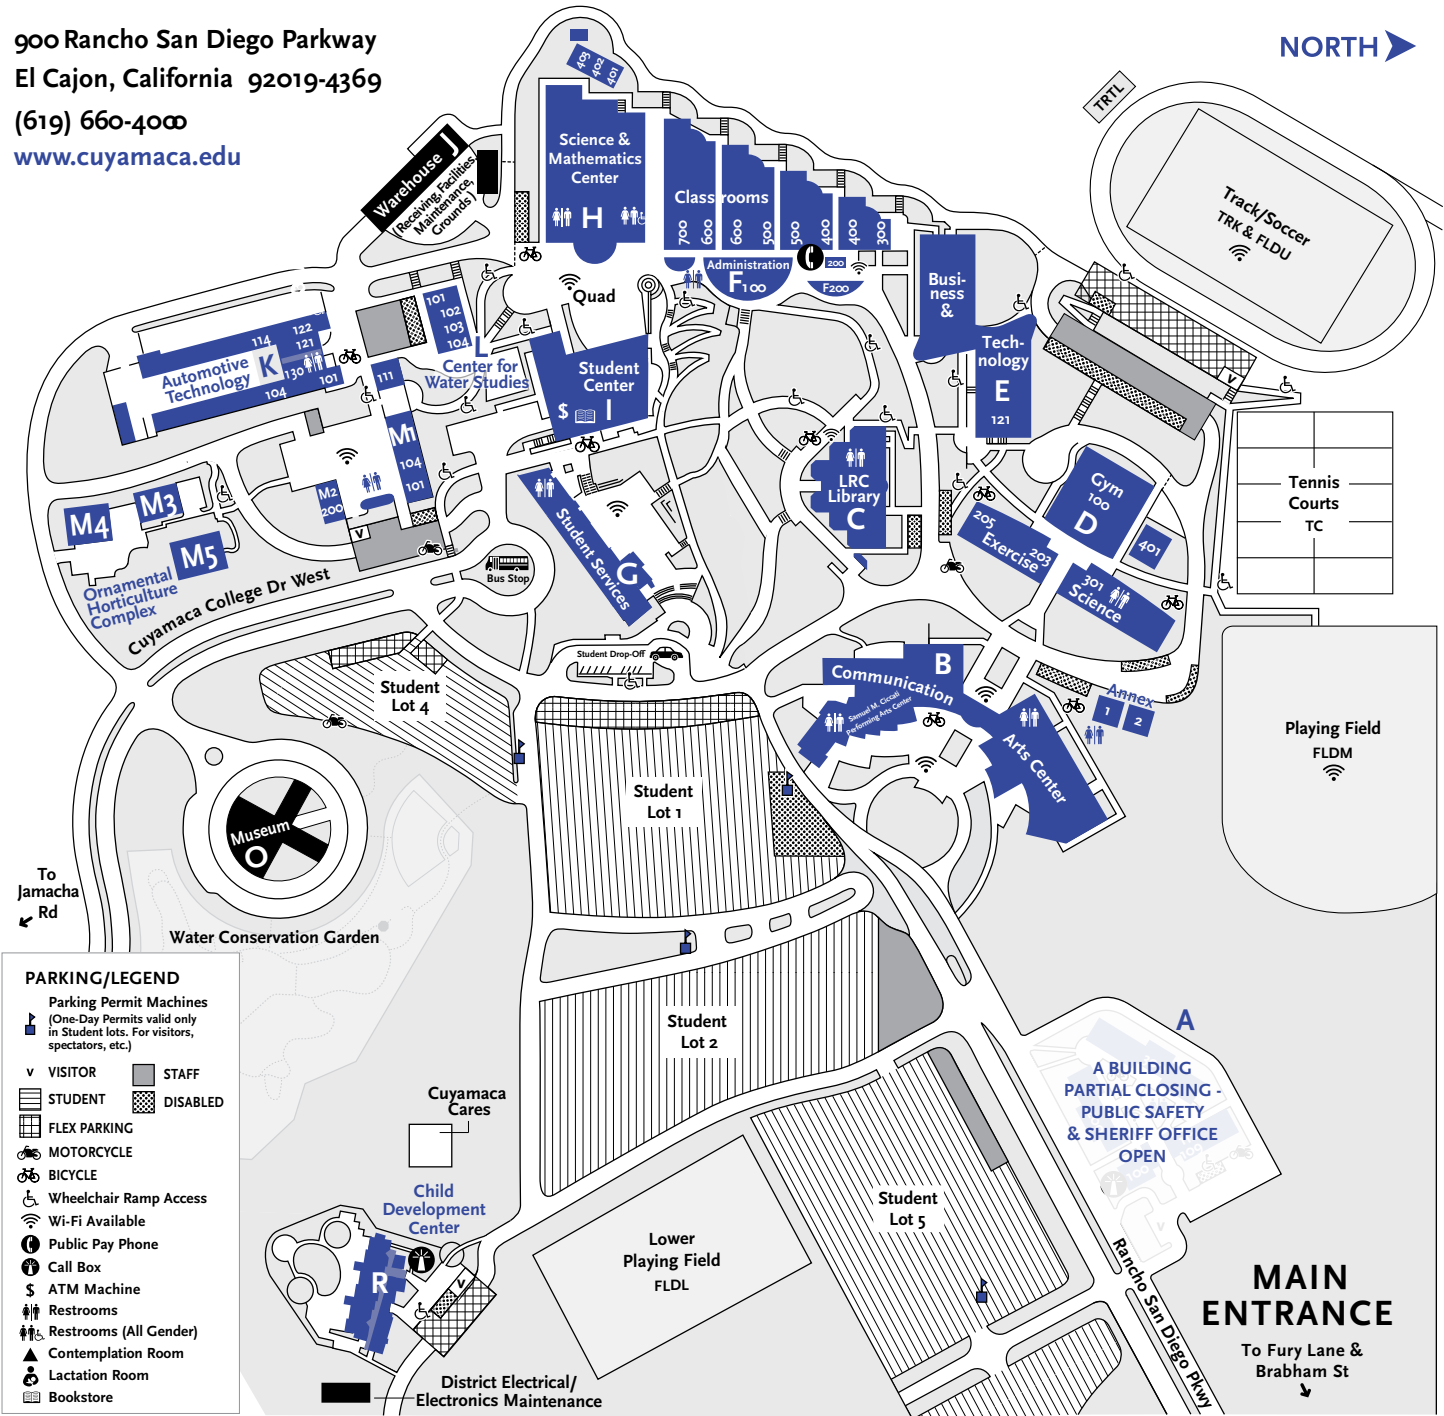 900 Rancho San Diego Parkway
El Cajon, California 92019-4369
(619) 660-4000
www.cuyamaca.edu
NORTH
TRTL
Track/Soccer
TRK & FLDU
403
402
401
Science &
Mathematics
Center
H
Warehouse J
(Receiving, Facilities,
Maintenance,
Grounds)
Classrooms
700
600
600
500
500
400
400
300
Administration
F100
200
F200
Quad
Busi-
ness
&
Tech-
nology
E
121
101
102
103
104
L
Center for
Water Studies
Student
Center
$
I
122
114
121
Automotive
Technology
K
130
101
104
111
M1
104
101
M2
200
V
M3
M4
M5
Ornamental
Horticulture
Complex
Cuyamaca College Dr West
Bus Stop
Student Services
G
LRC
Library
C
Gym
100
D
401
205
203
Exercise
301
Science
V
Tennis
Courts
TC
Student Drop-Off
B
Communication
Samuel M. Ciccati
Performing Arts Center
Arts Center
Annex
1
2
Playing Field
FLDM
Student
Lot 4
Student
Lot 1
Museum
O
To
Jamacha
Rd
Water Conservation Garden
Student
Lot 2
A
A BUILDING
PARTIAL CLOSING -
PUBLIC SAFETY
& SHERIFF OFFICE
OPEN
100
100
V
Cuyamaca
Cares
Child
Development
Center
R
V
Lower
Playing Field
FLDL
Student
Lot 5
Rancho San Diego Pkwy
MAIN
ENTRANCE
To Fury Lane &
Brabham St
District Electrical/
Electronics Maintenance
PARKING/LEGEND
Parking Permit Machines
(One-Day Permits valid only
in Student lots. For visitors,
spectators, etc.)
V VISITOR
STAFF
STUDENT
DISABLED
FLEX PARKING
MOTORCYCLE
BICYCLE
Wheelchair Ramp Access
Wi-Fi Available
Public Pay Phone
Call Box
$ ATM Machine
Restrooms
Restrooms (All Gender)
Contemplation Room
Lactation Room
Bookstore